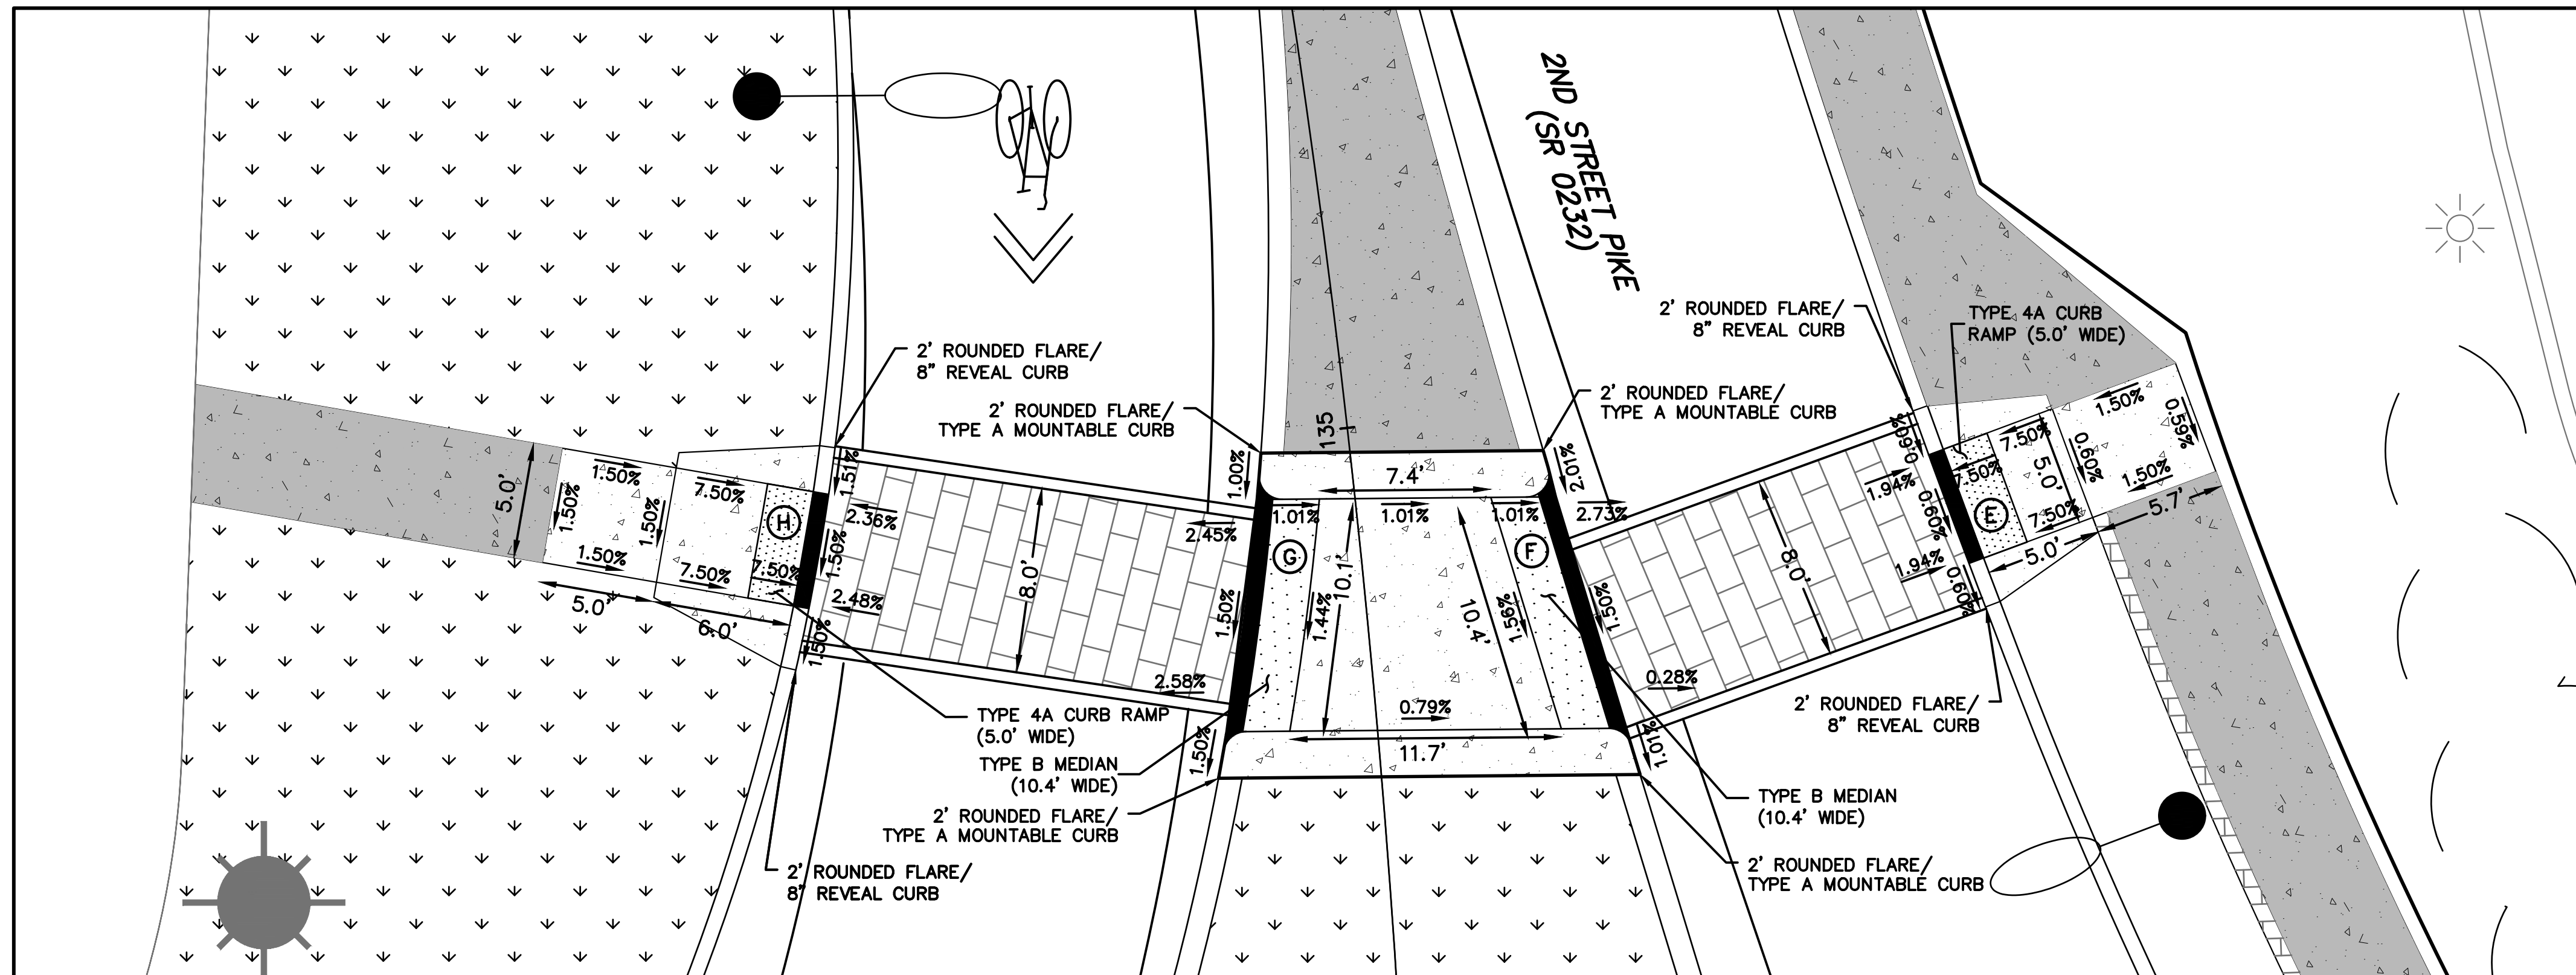 2ND STREET PIKE
(SR 0232)
135
2' ROUNDED FLARE/
8" REVEAL CURB
2' ROUNDED FLARE/
TYPE A MOUNTABLE CURB
2' ROUNDED FLARE/
TYPE A MOUNTABLE CURB
2' ROUNDED FLARE/
8" REVEAL CURB
TYPE 4A CURB
RAMP (5.0' WIDE)
5.0'
1.50%
1.50%
1.50%
1.50%
5.0'
7.50%
7.50%
7.50%
6.0'
H
1.51%
1.50%
1.50%
2.36%
2.48%
8.0'
2.45%
2.58%
1.00%
1.50%
1.50%
G
1.01%
1.01%
1.01%
7.4'
1.44%
10.1'
10.4'
1.56%
F
0.79%
11.7'
2.01%
2.73%
1.50%
1.01%
0.28%
8.0'
1.94%
1.94%
0.60%
0.60%
0.60%
E
7.50%
7.50%
7.50%
5.0'
0.60%
5.0'
1.50%
1.50%
0.59%
5.7'
TYPE 4A CURB RAMP
(5.0' WIDE)
TYPE B MEDIAN
(10.4' WIDE)
2' ROUNDED FLARE/
TYPE A MOUNTABLE CURB
2' ROUNDED FLARE/
8" REVEAL CURB
2' ROUNDED FLARE/
8" REVEAL CURB
TYPE B MEDIAN
(10.4' WIDE)
2' ROUNDED FLARE/
TYPE A MOUNTABLE CURB